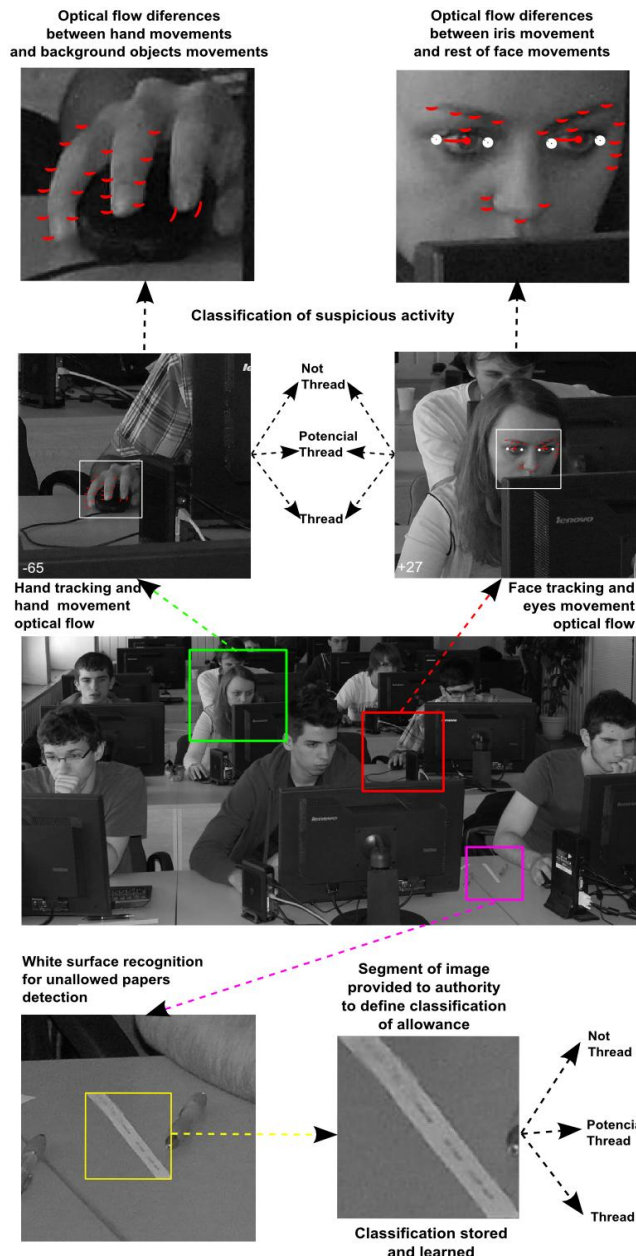 Optical flow diferences
between hand movements
and background objects movements
Optical flow diferences
between iris movement
and rest of face movements
Classification of suspicious activity
Not
Thread
Potencial
Thread
Thread
lenovo
-65
+27
Hand tracking and
hand movement
optical flow
Face tracking and
eyes movement
optical flow
lenovo
White surface recognition
for unallowed papers
detection
Segment of image
provided to authority
to define classification
of allowance
Not
Thread
Potencia
Thread
Thread
Classification stored
and learned